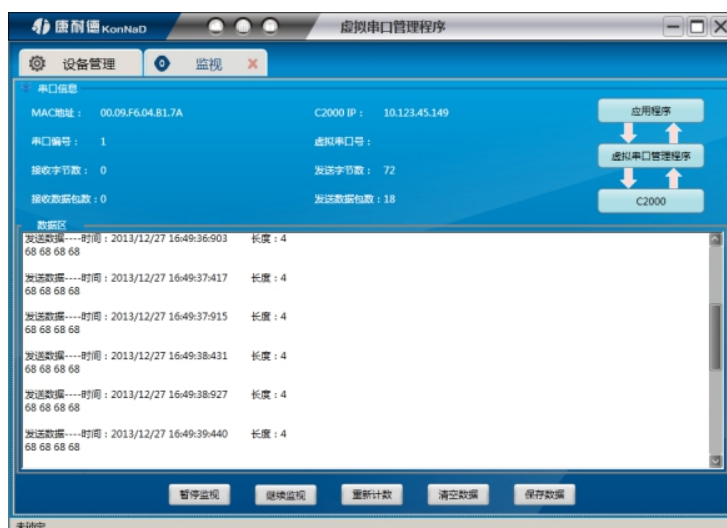 康耐德 KonNaD 虚拟串口管理程序
设备管理 监视
串口信息
MAC地址： 00.09.F6.04.B1.7A C2000 IP： 10.123.45.149 应用程序
串口编号： 1 虚拟串口号： 虚拟串口管理程序
接收字节数： 0 发送字节数： 72
接收数据包数：0 发送数据包数：18 C2000
数据区
发送数据----时间：2013/12/27 16:49:36:903 长度：4
68 68 68 68
发送数据----时间：2013/12/27 16:49:37:417 长度：4
68 68 68 68
发送数据----时间：2013/12/27 16:49:37:915 长度：4
68 68 68 68
发送数据----时间：2013/12/27 16:49:38:431 长度：4
68 68 68 68
发送数据----时间：2013/12/27 16:49:38:927 长度：4
68 68 68 68
发送数据----时间：2013/12/27 16:49:39:440 长度：4
68 68 68 68
暂停监视 继续监视 重新计数 清空数据 保存数据